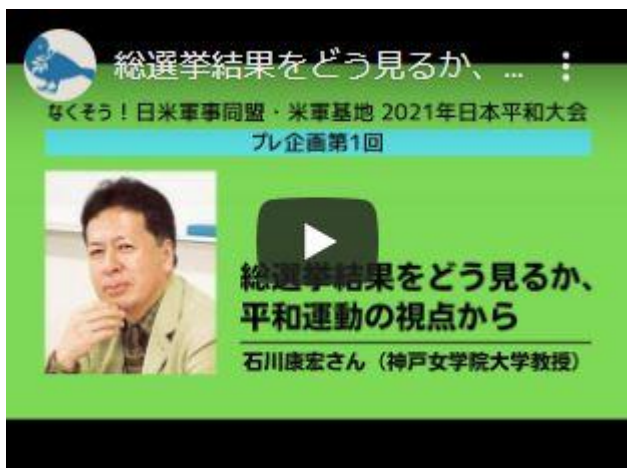 総選挙結果をどう見るか、...
なくそう！日米軍事同盟・米軍基地 2021年日本平和大会
プレ企画第1回
総選挙結果をどう見るか、
平和運動の視点から
石川康宏さん（神戸女学院大学教授）